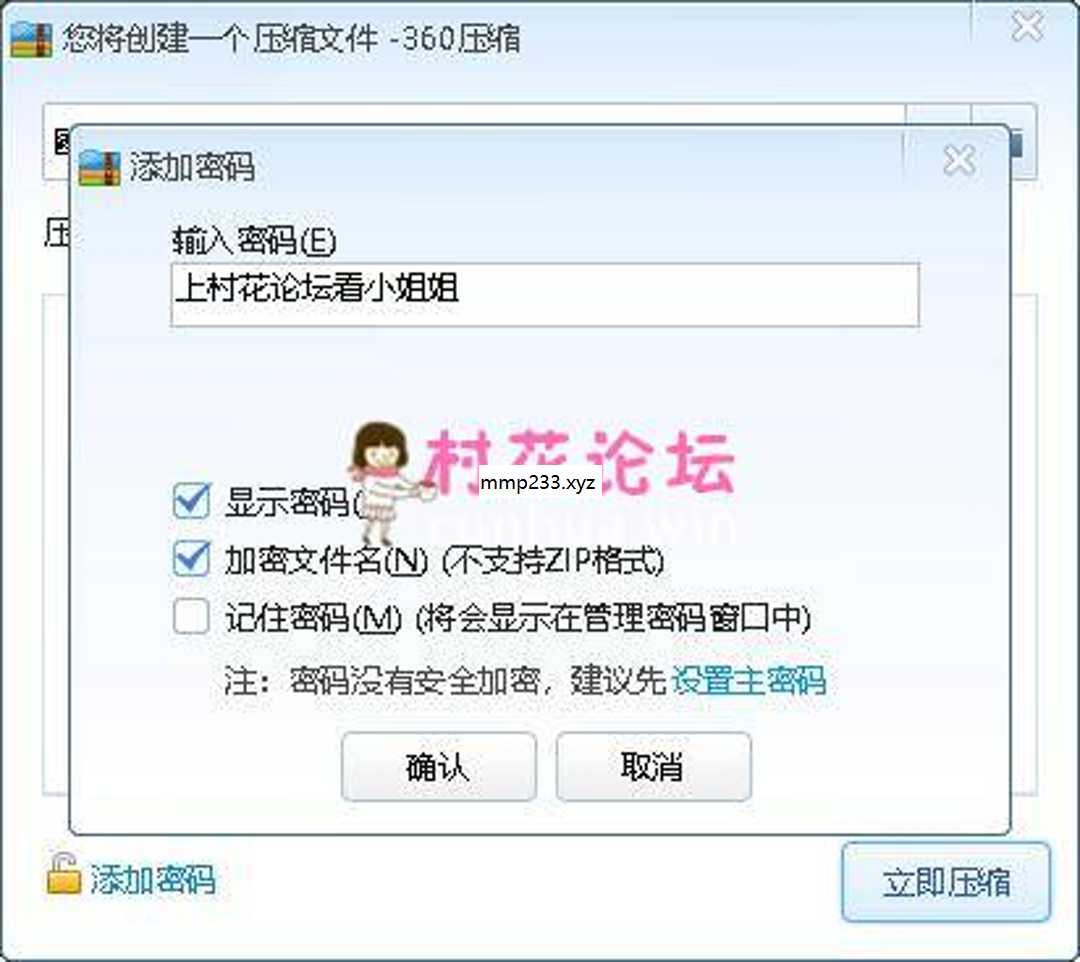 您将创建一个压缩文件 -360压缩
添加密码
输入密码(E)
上村花论坛看小姐姐
村花论坛
mmp233.xyz
显示密码(
加密文件名(N) (不支持ZIP格式)
记住密码(M) (将会显示在管理密码窗口中)
注：密码没有安全加密，建议先 设置主密码
确认 取消
添加密码
立即压缩